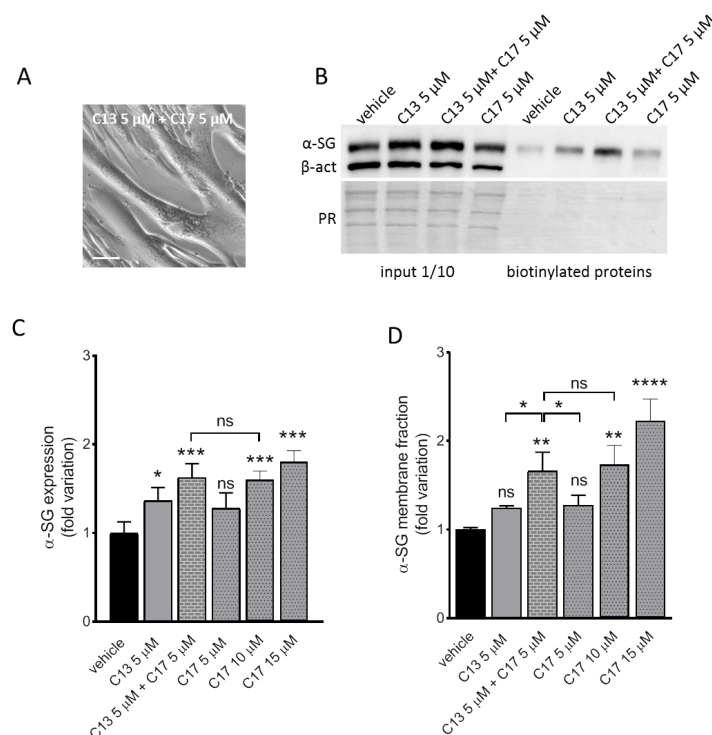 A
C13 5 μM + C17 5 μM
B
vehicle
C13 5 μM
C13 5 μM+ C17 5 μM
C17 5 μM
vehicle
C13 5 μM
C13 5 μM+ C17 5 μM
C17 5 μM
α-SG
β-act
PR
input 1/10
biotinylated proteins
C
α-SG expression
(fold variation)
3
2
1
0
*
***
ns
ns
***
***
vehicle
C13 5 μM
C13 5 μM + C17 5 μM
C17 5 μM
C17 10 μM
C17 15 μM
D
α-SG membrane fraction
(fold variation)
3
2
1
0
ns
*
**
*
ns
ns
**
****
vehicle
C13 5 μM
C13 5 μM + C17 5 μM
C17 5 μM
C17 10 μM
C17 15 μM